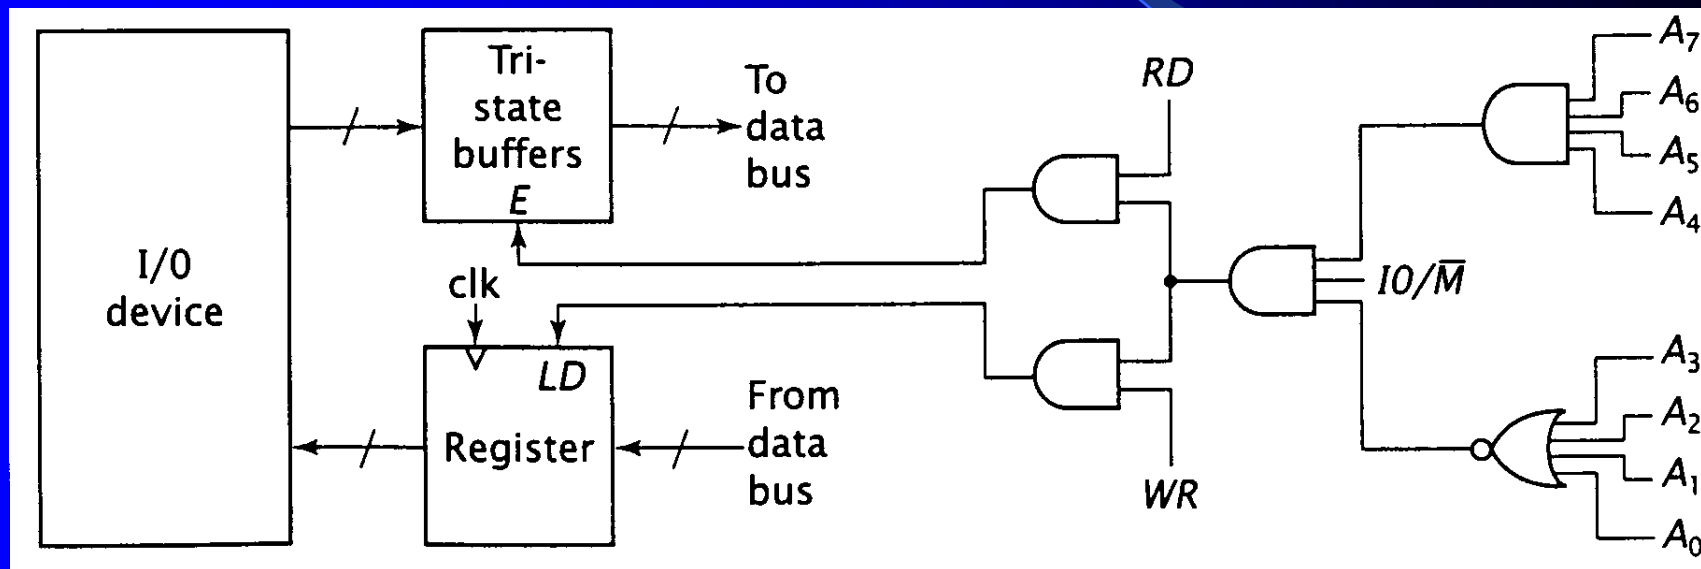 I/0
device
Tri-
state
buffers
E
To
data
bus
clk
LD
Register
From
data
bus
RD
WR
IO/M̅
A₇
A₆
A₅
A₄
A₃
A₂
A₁
A₀